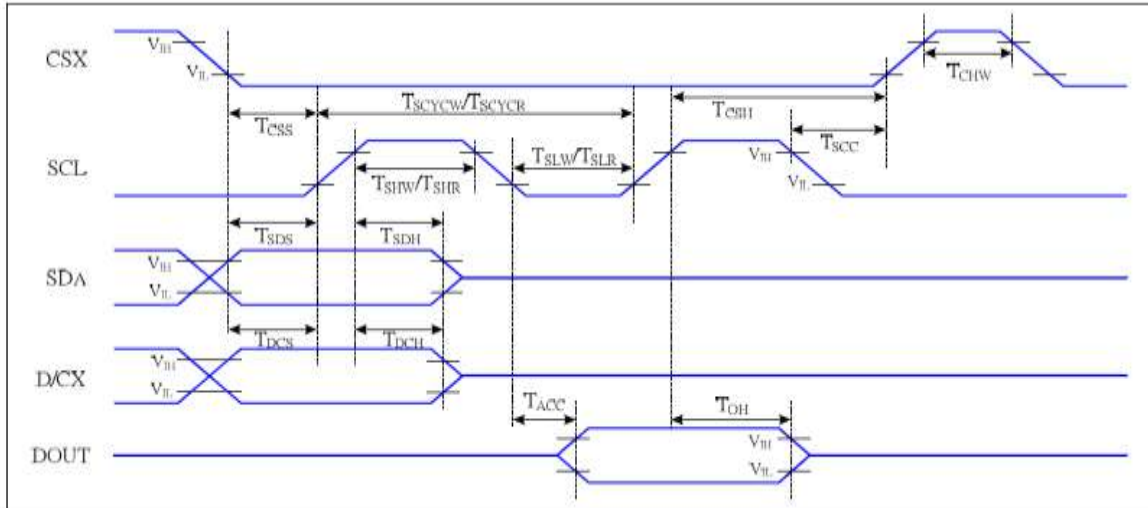 CSX
VIH
VIL
TCHW
TCSS
TSCYCW/TSCYCR
TCSH
TSCC
SCL
TSHW/TSHR
TSLW/TSLR
VIH
VIL
TSDS
TSDH
SDA
VIH
VIL
TDCS
TDCH
D/CX
VIH
VIL
TACC
TOH
DOUT
VIH
VIL